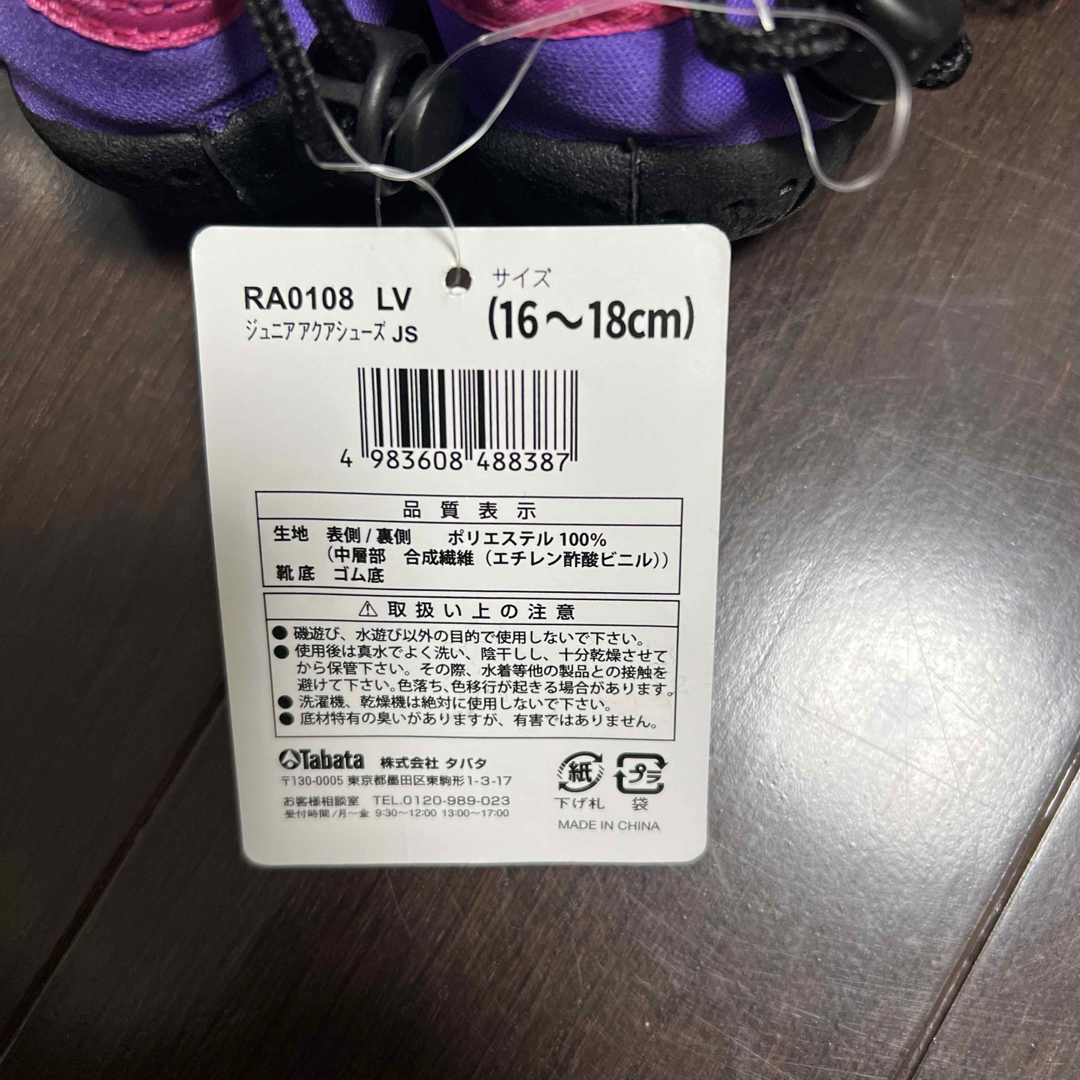 RA0108 LV
ジュニアアクアシューズ JS
サイズ
(16～18cm)
4 983608 488387
品質表示
生地 表側/裏側 ポリエステル100%
(中層部 合成繊維（エチレン酢酸ビニル）)
靴底 ゴム底
⚠取扱い上の注意
●磯遊び、水遊び以外の目的で使用しないで下さい。
●使用後は真水でよく洗い、陰干しし、十分乾燥させて
から保管下さい。その際、水着等他の製品との接触を
避けて下さい。色落ち、色移行が起きる場合があります。
●洗濯機、乾燥機は絶対に使用しないで下さい。
●底材特有の臭いがありますが、有害ではありません。
Tabata 株式会社 タバタ
〒130-0005 東京都墨田区東駒形1-3-17
お客様相談室 TEL.0120-989-023
受付時間/月～金 9:30～12:00 13:00～17:00
紙 プラ
下げ札 袋
MADE IN CHINA